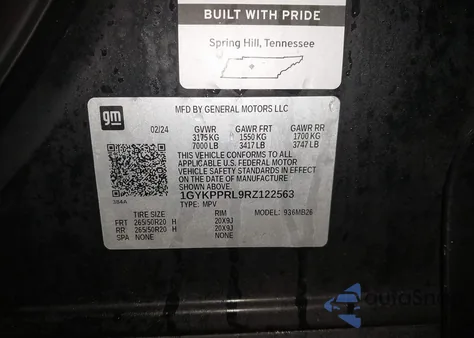 BUILT WITH PRIDE
Spring Hill, Tennessee
gm
MFD BY GENERAL MOTORS LLC
02/24 GVWR GAWR FRT GAWR RR
3175 KG 1550 KG 1700 KG
7000 LB 3417 LB 3747 LB
THIS VEHICLE CONFORMS TO ALL
APPLICABLE U.S. FEDERAL MOTOR
VEHICLE SAFETY STANDARDS IN EFFECT
ON THE DATE OF MANUFACTURE
1GYKPPRL9RZ122563
384A TYPE: MPV
TIRE SIZE RIM MODEL: 936MB26
FRT 265/50R20 H 20X9J
RR 265/50R20 H 20X9J
SPA NONE NONE